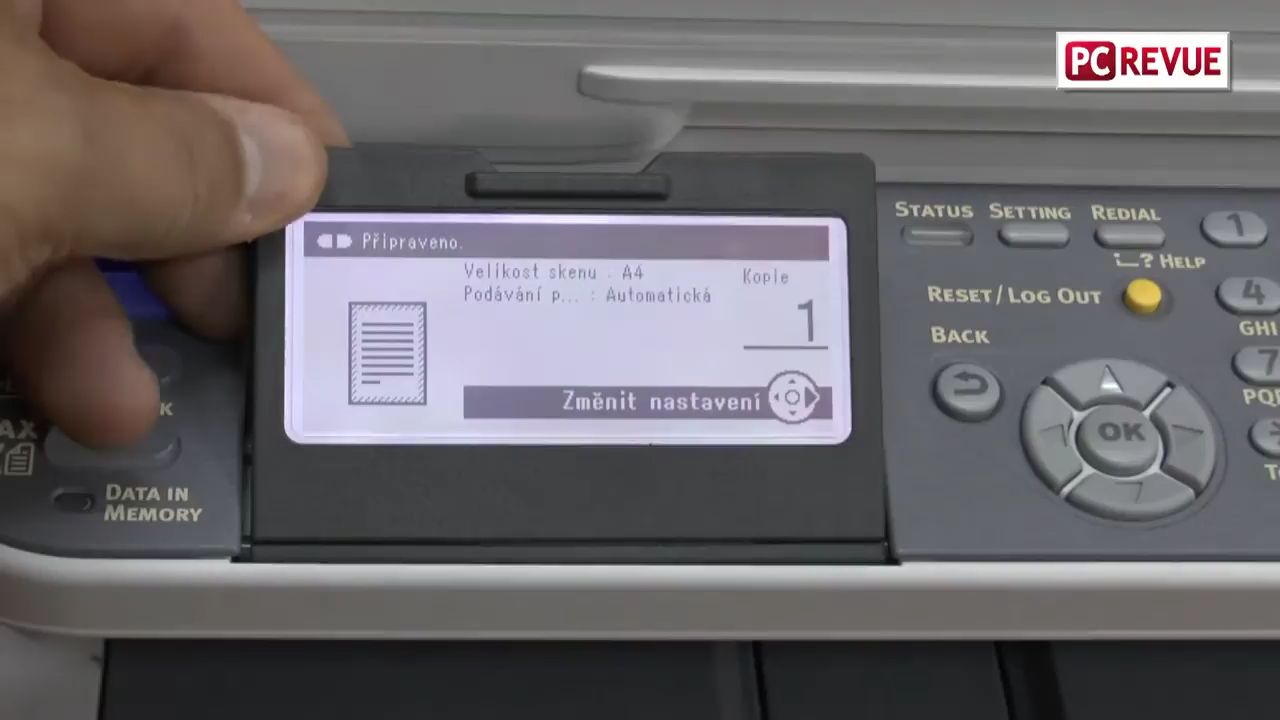 PC REVUE
Připraveno.
Velikost skenu . A4
Podávání p... : Automatická
Kopie
1
Změnit nastavení
STATUS
SETTING
REDIAL
1
? HELP
RESET/LOG OUT
4
GHI
BACK
7
OK
DATA IN
MEMORY